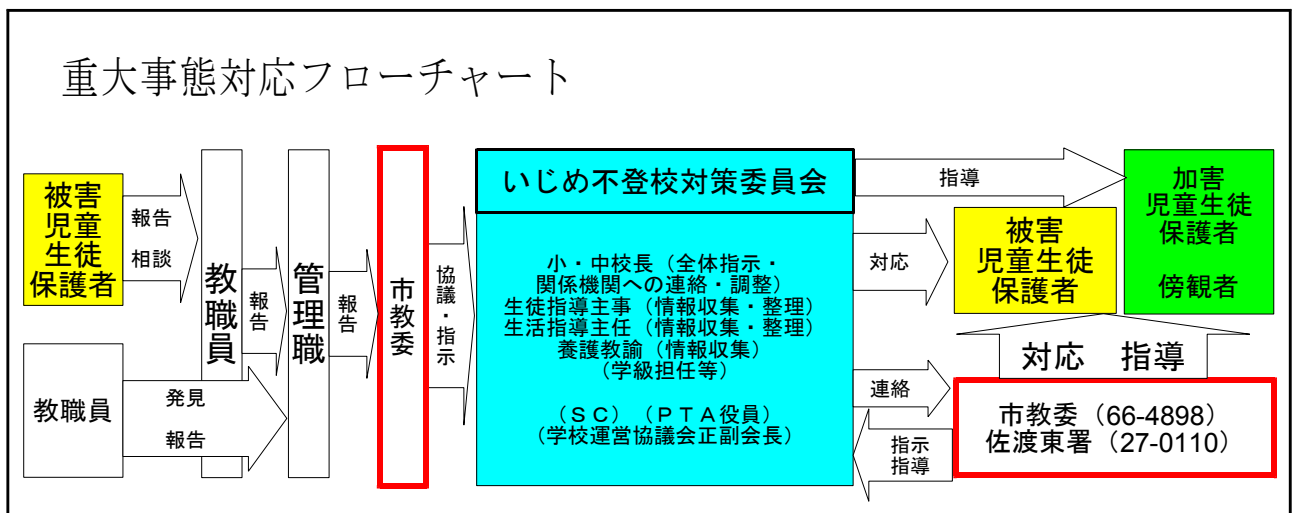 重大事態対応フローチャート
被害
児童
生徒
保護者
報告
相談
教職員
発見
報告
教職員
報告
管理職
報告
市教委
協議・指示
いじめ不登校対策委員会
小・中校長（全体指示・
関係機関への連絡・調整）
生徒指導主事（情報収集・整理）
生活指導主任（情報収集・整理）
養護教諭（情報収集）
(学級担任等)
（ＳＣ）（ＰＴＡ役員）
(学校運営協議会正副会長）
指導
対応
連絡
指示
指導
被害
児童生徒
保護者
加害
児童生徒
保護者
傍観者
対応　指導
市教委（66-4898）
佐渡東署（27-0110）